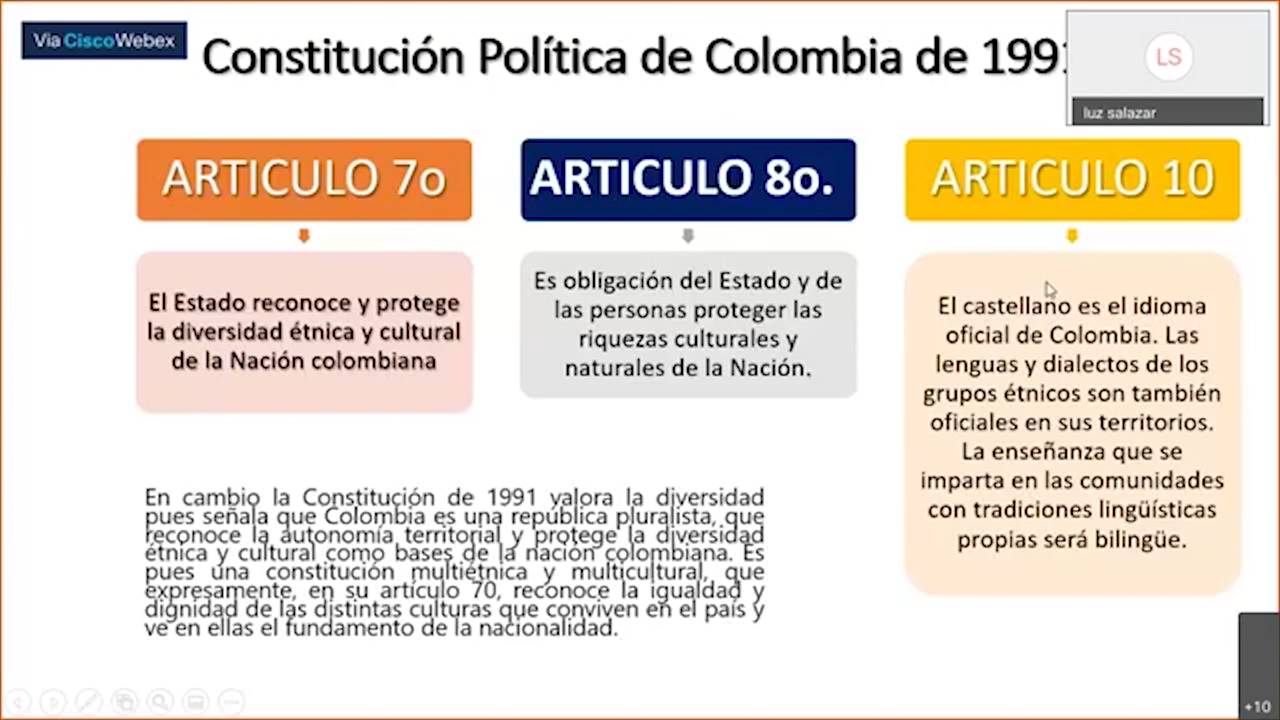 Vía CiscoWebex
Constitución Política de Colombia de 1991
LS
luz salazar
ARTICULO 7o
El Estado reconoce y protege
la diversidad étnica y cultural
de la Nación colombiana
ARTICULO 8o.
Es obligación del Estado y de
las personas proteger las
riquezas culturales y
naturales de la Nación.
ARTICULO 10
El castellano es el idioma
oficial de Colombia. Las
lenguas y dialectos de los
grupos étnicos son también
oficiales en sus territorios.
La enseñanza que se
imparta en las comunidades
con tradiciones lingüísticas
propias será bilingüe.
En cambio la Constitución de 1991 valora la diversidad
pues señala que Colombia es una república pluralista, que
reconoce la autonomía territorial y protege la diversidad
étnica y cultural como bases de la nación colombiana. Es
pues una constitución multiétnica y multicultural, que
expresamente, en su artículo 70, reconoce la igualdad y
dignidad de las distintas culturas que conviven en el país y
ve en ellas el fundamento de la nacionalidad.
+10